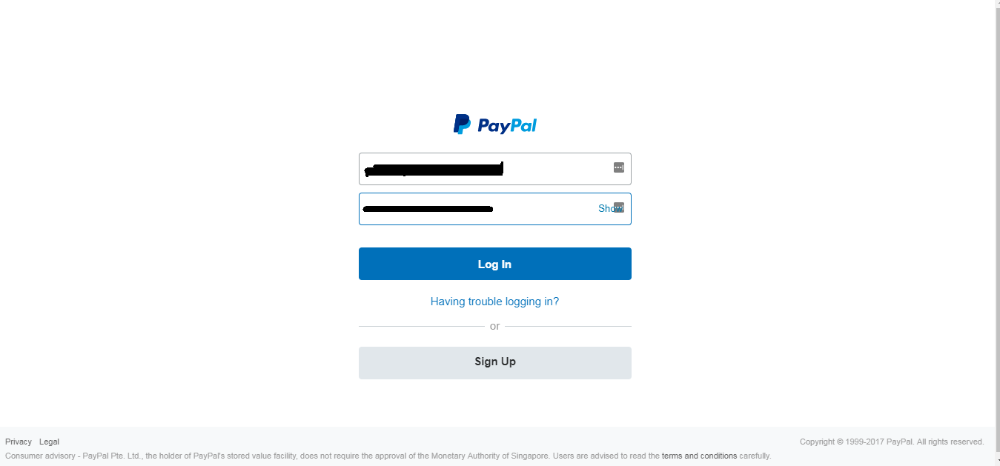 PayPal
Show
Log In
Having trouble logging in?
or
Sign Up
Privacy Legal
Copyright © 1999-2017 PayPal. All rights reserved.
Consumer advisory - PayPal Pte. Ltd., the holder of PayPal's stored value facility, does not require the approval of the Monetary Authority of Singapore. Users are advised to read the terms and conditions carefully.